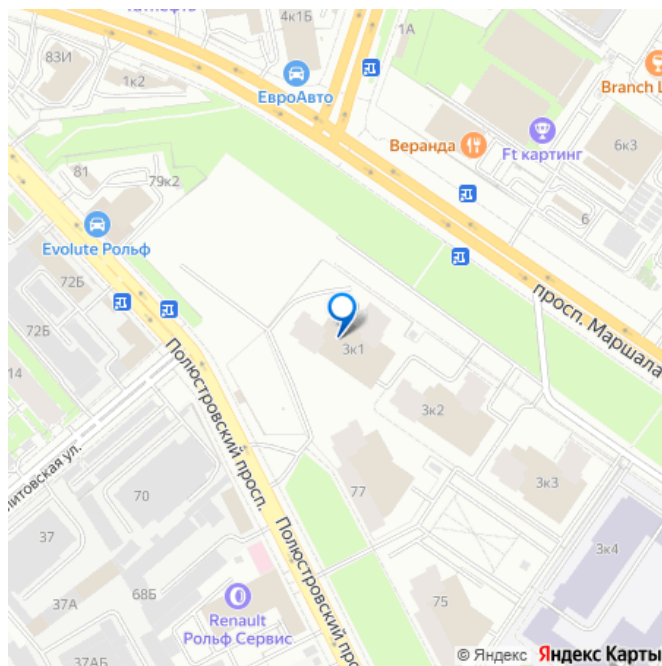 4к1Б
1А
83И
1к2
ЕвроАвто
Branch L
Веранда
Ft картинг
6к3
81
79к2
6
Evolute Рольф
72Б
72Б
просп. Маршала
3к1
14
Полюстровский просп.
3к2
литовская ул.
77
3к3
70
37
Полюстровский про
3к4
37А
68Б
75
Renault
Рольф Сервис
37АБ
© Яндекс Яндекс Карты